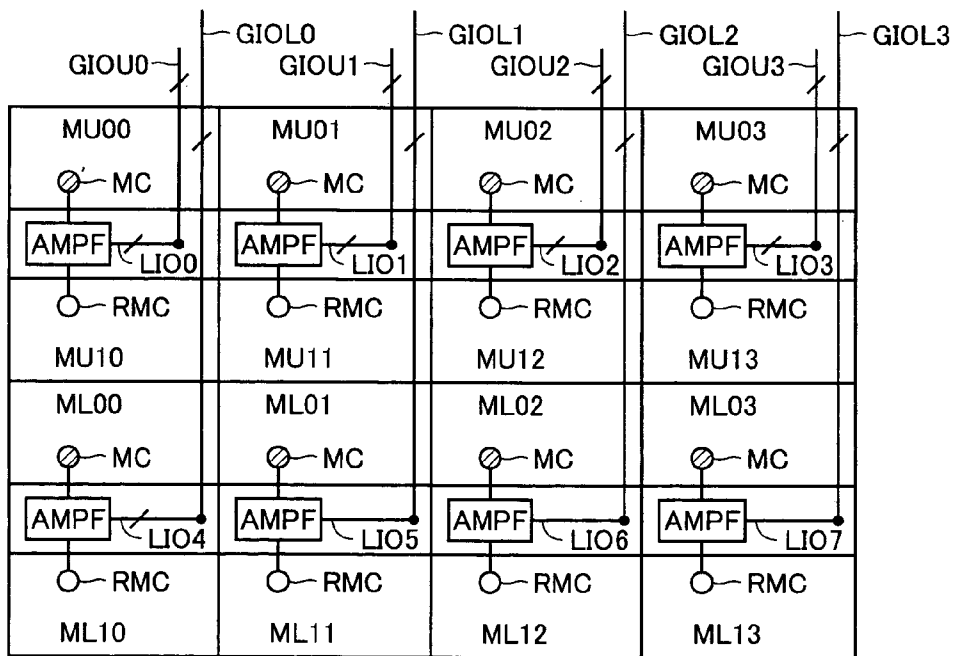 GIOL0 GIOL1 GIOL2 GIOL3
GIOU0 GIOU1 GIOU2 GIOU3
MU00 MU01 MU02 MU03
MC MC MC MC
AMPF AMPF AMPF AMPF
LIO0 LIO1 LIO2 LIO3
RMC RMC RMC RMC
MU10 MU11 MU12 MU13
ML00 ML01 ML02 ML03
MC MC MC MC
AMPF AMPF AMPF AMPF
LIO4 LIO5 LIO6 LIO7
RMC RMC RMC RMC
ML10 ML11 ML12 ML13